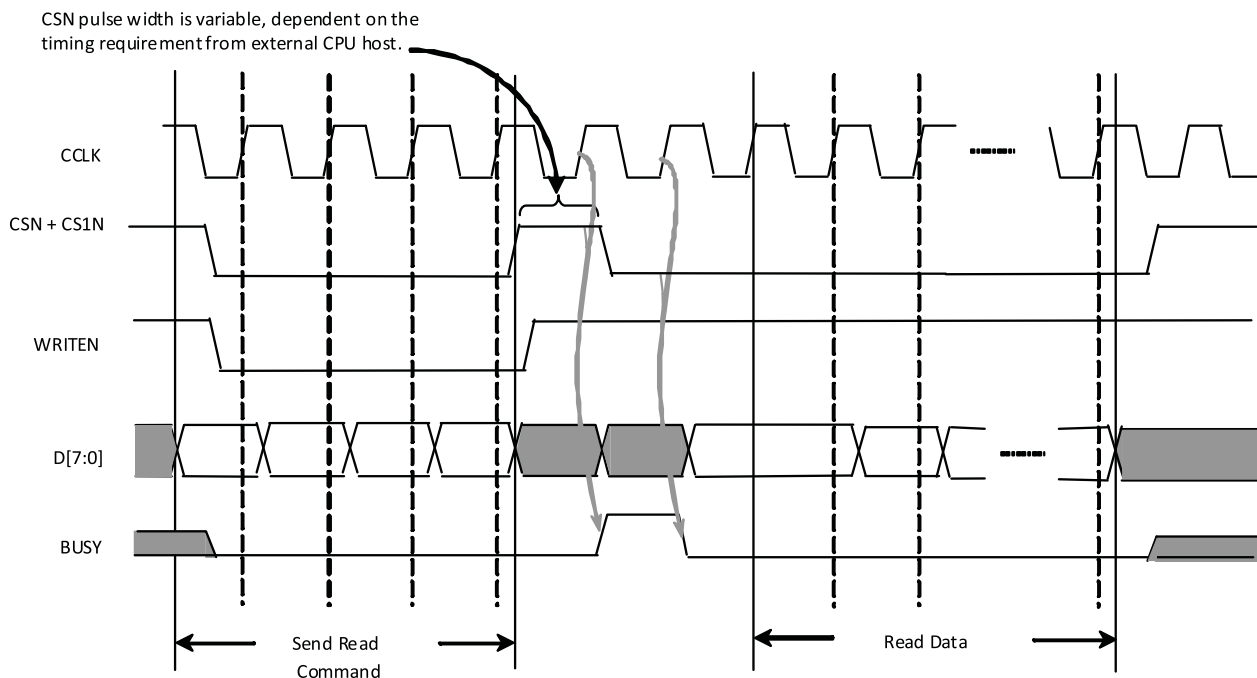 CSN pulse width is variable, dependent on the
timing requirement from external CPU host.
CCLK
CSN + CS1N
WRITEN
D[7:0]
BUSY
Send Read
Command
Read Data